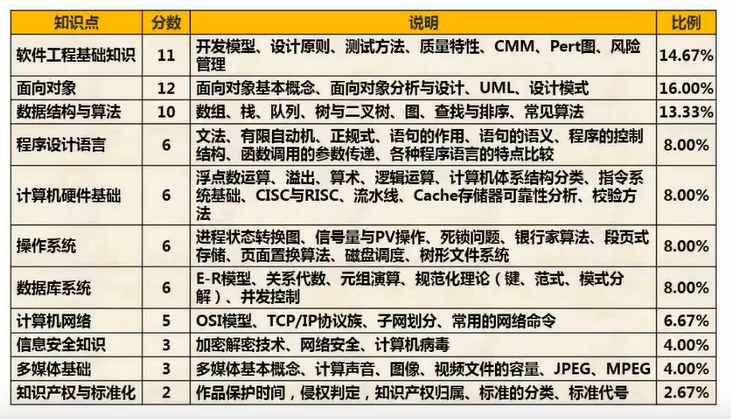 知识点 分数 说明 比例
软件工程基础知识 11 开发模型、设计原则、测试方法、质量特性、CMM、Pert图、风险 14.67%
管理
面向对象 12 面向对象基本概念、面向对象分析与设计、UML、设计模式 16.00%
数据结构与算法 10 数组、栈、队列、树与二叉树、图、查找与排序、常见算法 13.33%
程序设计语言 6 文法、有限自动机、正规式、语句的作用、语句的语义、程序的控制 8.00%
结构、函数调用的参数传递、各种程序语言的特点比较
计算机硬件基础 6 浮点数运算、溢出、算术、逻辑运算、计算机体系结构分类、指令系 8.00%
统基础、CISC与RISC、流水线、Cache存储器可靠性分析、校验方
法
操作系统 6 进程状态转换图、信号量与PV操作、死锁问题、银行家算法、段页式 8.00%
存储、页面置换算法、磁盘调度、树形文件系统
数据库系统 6 E-R模型、关系代数、元组演算、规范化理论（键、范式、模式分 8.00%
解）、并发控制
计算机网络 5 OSI模型、TCP/IP协议族、子网划分、常用的网络命令 6.67%
信息安全知识 3 加密解密技术、网络安全、计算机病毒 4.00%
多媒体基础 3 多媒体基本概念、计算声音、图像、视频文件的容量、JPEG、MPEG 4.00%
知识产权与标准化 2 作品保护时间，侵权判定，知识产权归属、标准的分类、标准代号 2.67%